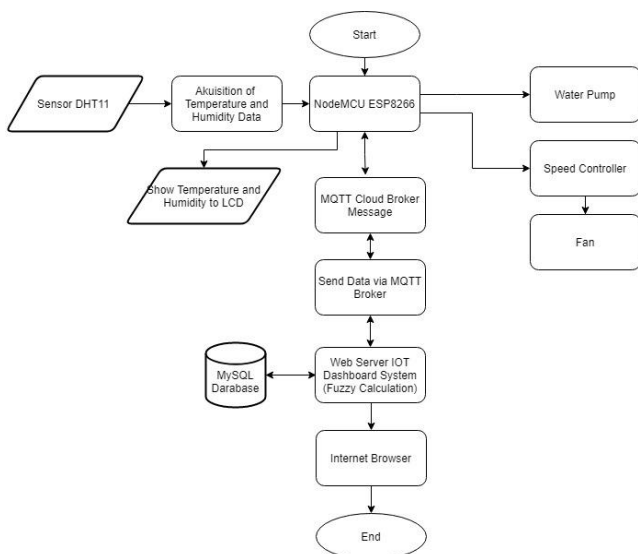 Start
Sensor DHT11
Akuisition of
Temperature and
Humidity Data
NodeMCU ESP8266
Water Pump
Speed Controller
Show Temperature and
Humidity to LCD
MQTT Cloud Broker
Message
Fan
Send Data via MQTT
Broker
MySQL
Darabase
Web Server IOT
Dashboard System
(Fuzzy Calculation)
Internet Browser
End